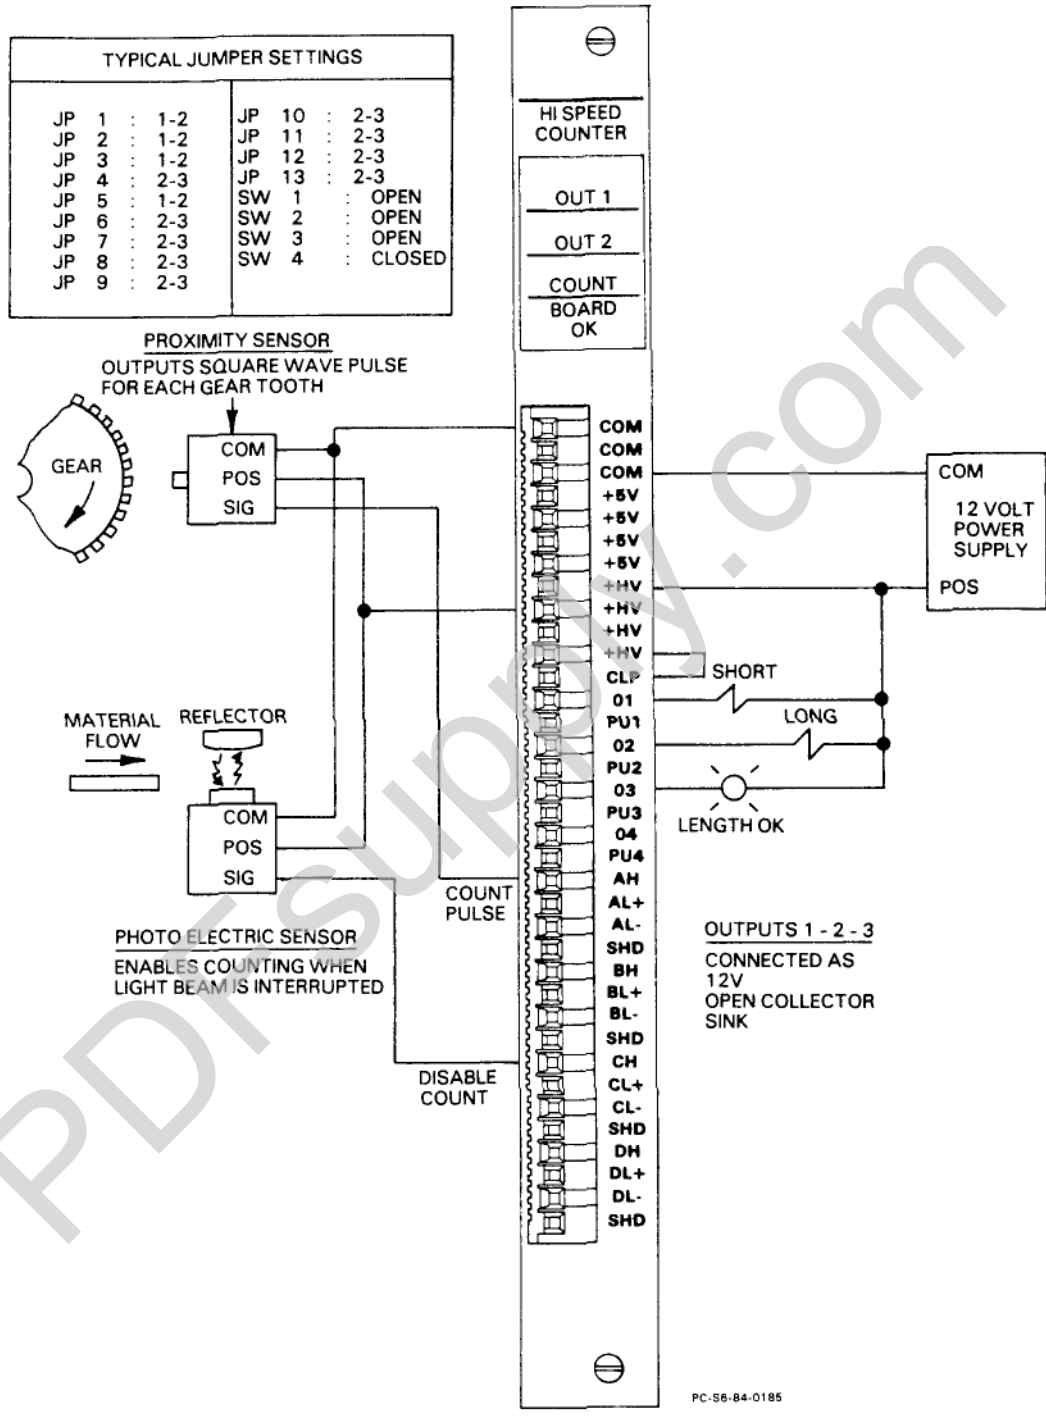 TYPICAL JUMPER SETTINGS
JP 1 : 1-2
JP 2 : 1-2
JP 3 : 1-2
JP 4 : 2-3
JP 5 : 1-2
JP 6 : 2-3
JP 7 : 2-3
JP 8 : 2-3
JP 9 : 2-3
JP 10 : 2-3
JP 11 : 2-3
JP 12 : 2-3
JP 13 : 2-3
SW 1 : OPEN
SW 2 : OPEN
SW 3 : OPEN
SW 4 : CLOSED
HI SPEED
COUNTER
OUT 1
OUT 2
COUNT
BOARD
OK
PROXIMITY SENSOR
OUTPUTS SQUARE WAVE PULSE
FOR EACH GEAR TOOTH
GEAR
COM
POS
SIG
MATERIAL
FLOW
REFLECTOR
COM
POS
SIG
PHOTO ELECTRIC SENSOR
ENABLES COUNTING WHEN
LIGHT BEAM IS INTERRUPTED
COUNT
PULSE
DISABLE
COUNT
COM
COM
COM
+5V
+5V
+5V
+5V
+HV
+HV
+HV
+HV
CLP
01
PU1
02
PU2
03
PU3
04
PU4
AH
AL+
AL-
SHD
BH
BL+
BL-
SHD
CH
CL+
CL-
SHD
DH
DL+
DL-
SHD
COM
12 VOLT
POWER
SUPPLY
POS
SHORT
LONG
LENGTH OK
OUTPUTS 1 - 2 - 3
CONNECTED AS
12V
OPEN COLLECTOR
SINK
PC-S6-84-0185
PDFsupply.com